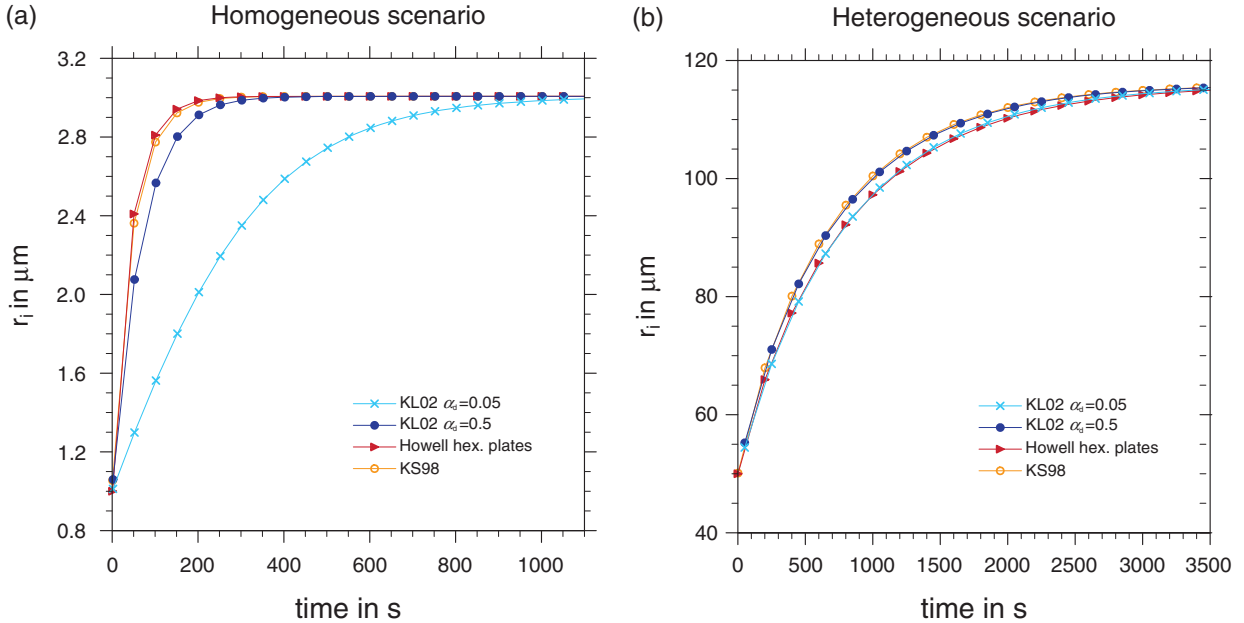 (a)
Homogeneous scenario
3.2
2.8
2.4
2.0
1.6
1.2
0.8
rᵢ in μm
0
200
400
600
800
1000
time in s
KL02 α_d=0.05
KL02 α_d=0.5
Howell hex. plates
KS98
(b)
Heterogeneous scenario
120
100
80
60
40
rᵢ in μm
0
500
1000
1500
2000
2500
3000
3500
time in s
KL02 α_d=0.05
KL02 α_d=0.5
Howell hex. plates
KS98